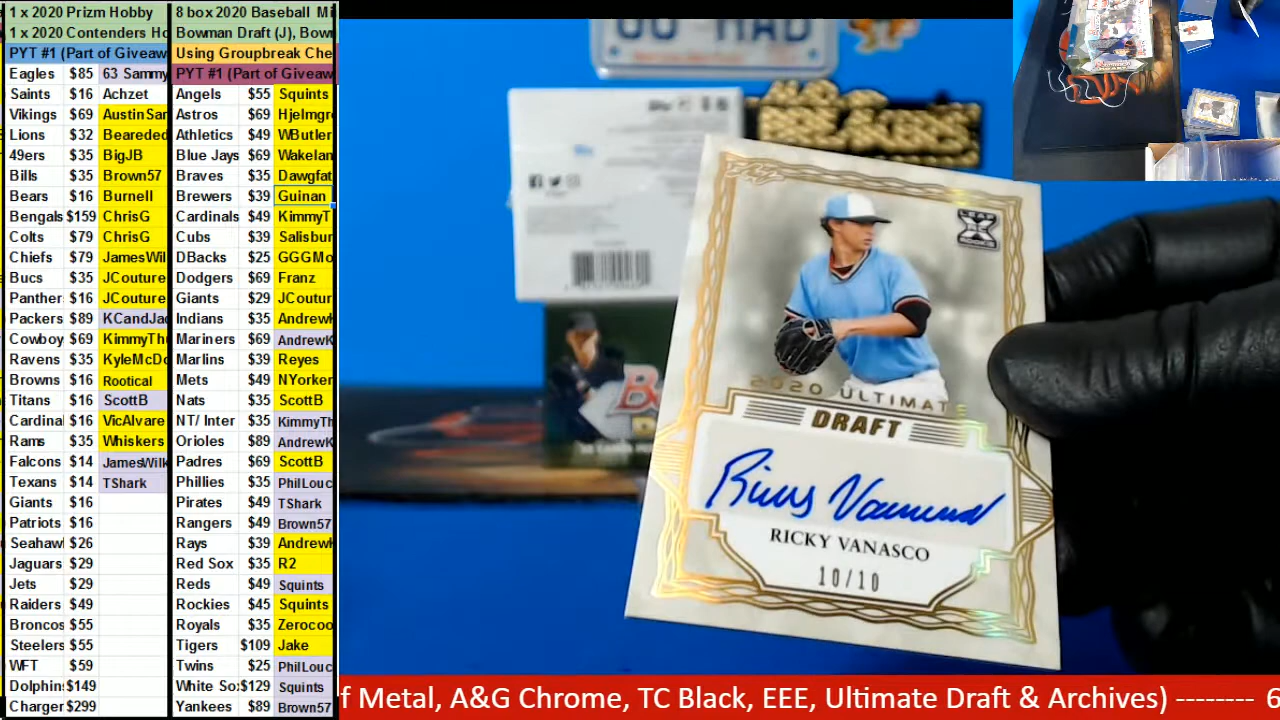 1 x 2020 Prizm Hobby
1 x 2020 Contenders Ho
PYT #1 (Part of Giveaw
Eagles $85 63 Sammy
Saints $16 Achzet
Vikings $69 AustinSar
Lions $32 Beareded
49ers $35 BigJB
Bills $35 Brown57
Bears $16 Burnell
Bengals $159 ChrisG
Colts $79 ChrisG
Chiefs $79 JamesWil
Bucs $35 JCouture
Panther $16 JCouture
Packers $89 KCandJac
Cowboy $69 KimmyTh
Ravens $35 KyleMcDo
Browns $16 Rootical
Titans $16 ScottB
Cardinal $16 VicAlvare
Rams $35 Whiskers
Falcons $14 JamesWilk
Texans $14 TShark
Giants $16
Patriots $16
Seahaw $26
Jaguars $29
Jets $29
Raiders $49
Broncos $55
Steelers $55
WFT $59
Dolphin $149
Charger $299
8 box 2020 Baseball Mi
Bowman Draft (J), Bow
Using Groupbreak Che
PYT #1 (Part of Giveaw
Angels $55 Squints
Astros $69 Hjelmgr
Athletics $49 WButler
Blue Jays $69 Wakelan
Braves $35 Dawgfat
Brewers $39 Guinan
Cardinals $49 KimmyT
Cubs $39 Salisbur
DBacks $25 GGGMo
Dodgers $69 Franz
Giants $29 JCoutur
Indians $35 AndrewK
Mariners $69 AndrewK
Marlins $39 Reyes
Mets $49 NYorker
Nats $35 ScottB
NT/ Inter $35 KimmyTh
Orioles $89 AndrewK
Padres $69 ScottB
Phillies $35 PhilLouc
Pirates $49 TShark
Rangers $49 Brown57
Rays $39 AndrewK
Red Sox $35 R2
Reds $49 Squints
Rockies $45 Squints
Royals $35 Zerocoo
Tigers $109 Jake
Twins $25 PhilLouc
White So $129 Squints
Yankees $89 Brown57
Leaf
X
2020 ULTIMATE
DRAFT
Ricky Vanasco
RICKY VANASCO
10/10
f Metal, A&G Chrome, TC Black, EEE, Ultimate Draft & Archives) -------- 6